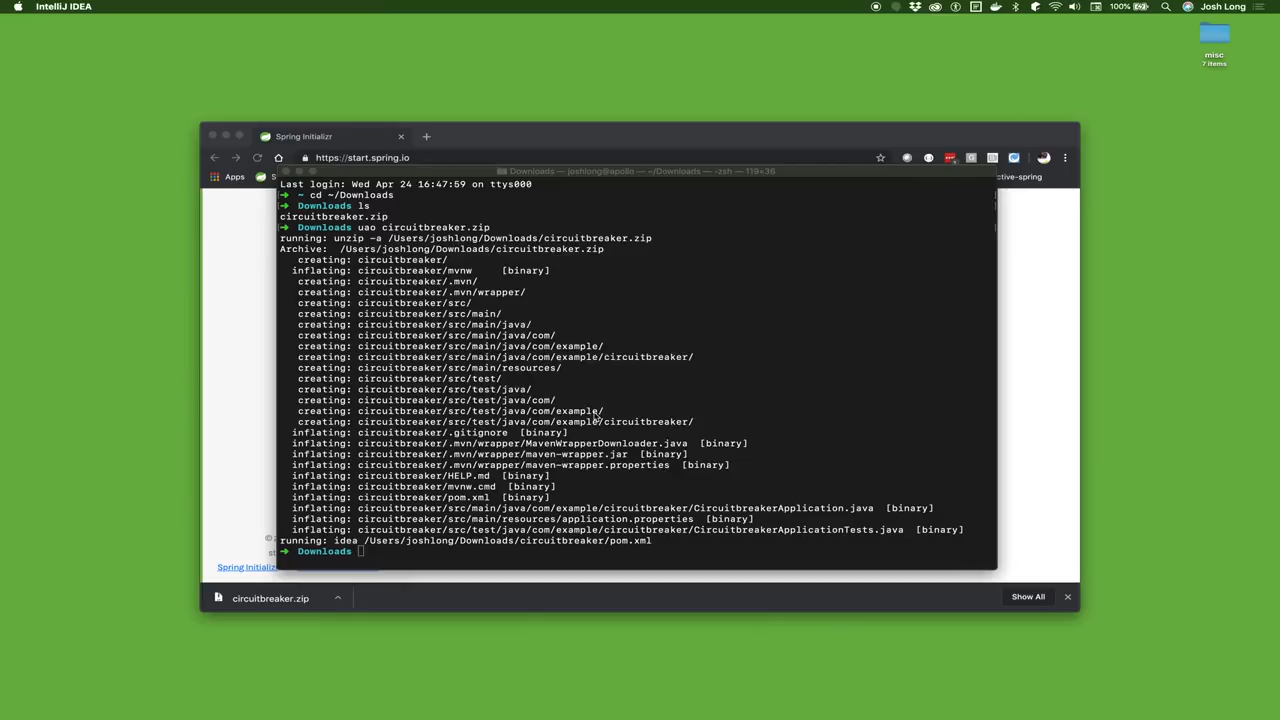 IntelliJ IDEA
100%
Josh Long
misc
7 items
Spring Initializr
https://start.spring.io
Apps
ctive-spring
Downloads — joshlong@apollo — ~/Downloads — -zsh — 119×36
Last login: Wed Apr 24 16:47:59 on ttys000
➜ ~ cd ~/Downloads
➜ Downloads ls
circuitbreaker.zip
➜ Downloads uao circuitbreaker.zip
running: unzip -a /Users/joshlong/Downloads/circuitbreaker.zip
Archive: /Users/joshlong/Downloads/circuitbreaker.zip
creating: circuitbreaker/
inflating: circuitbreaker/mvnw [binary]
creating: circuitbreaker/.mvn/
creating: circuitbreaker/.mvn/wrapper/
creating: circuitbreaker/src/
creating: circuitbreaker/src/main/
creating: circuitbreaker/src/main/java/
creating: circuitbreaker/src/main/java/com/
creating: circuitbreaker/src/main/java/com/example/
creating: circuitbreaker/src/main/java/com/example/circuitbreaker/
creating: circuitbreaker/src/main/resources/
creating: circuitbreaker/src/test/
creating: circuitbreaker/src/test/java/
creating: circuitbreaker/src/test/java/com/
creating: circuitbreaker/src/test/java/com/example/
creating: circuitbreaker/src/test/java/com/example/circuitbreaker/
inflating: circuitbreaker/.gitignore [binary]
inflating: circuitbreaker/.mvn/wrapper/MavenWrapperDownloader.java [binary]
inflating: circuitbreaker/.mvn/wrapper/maven-wrapper.jar [binary]
inflating: circuitbreaker/.mvn/wrapper/maven-wrapper.properties [binary]
inflating: circuitbreaker/HELP.md [binary]
inflating: circuitbreaker/mvnw.cmd [binary]
inflating: circuitbreaker/pom.xml [binary]
inflating: circuitbreaker/src/main/java/com/example/circuitbreaker/CircuitbreakerApplication.java [binary]
inflating: circuitbreaker/src/main/resources/application.properties [binary]
inflating: circuitbreaker/src/test/java/com/example/circuitbreaker/CircuitbreakerApplicationTests.java [binary]
running: idea /Users/joshlong/Downloads/circuitbreaker/pom.xml
➜ Downloads
Spring Initializ
circuitbreaker.zip
Show All